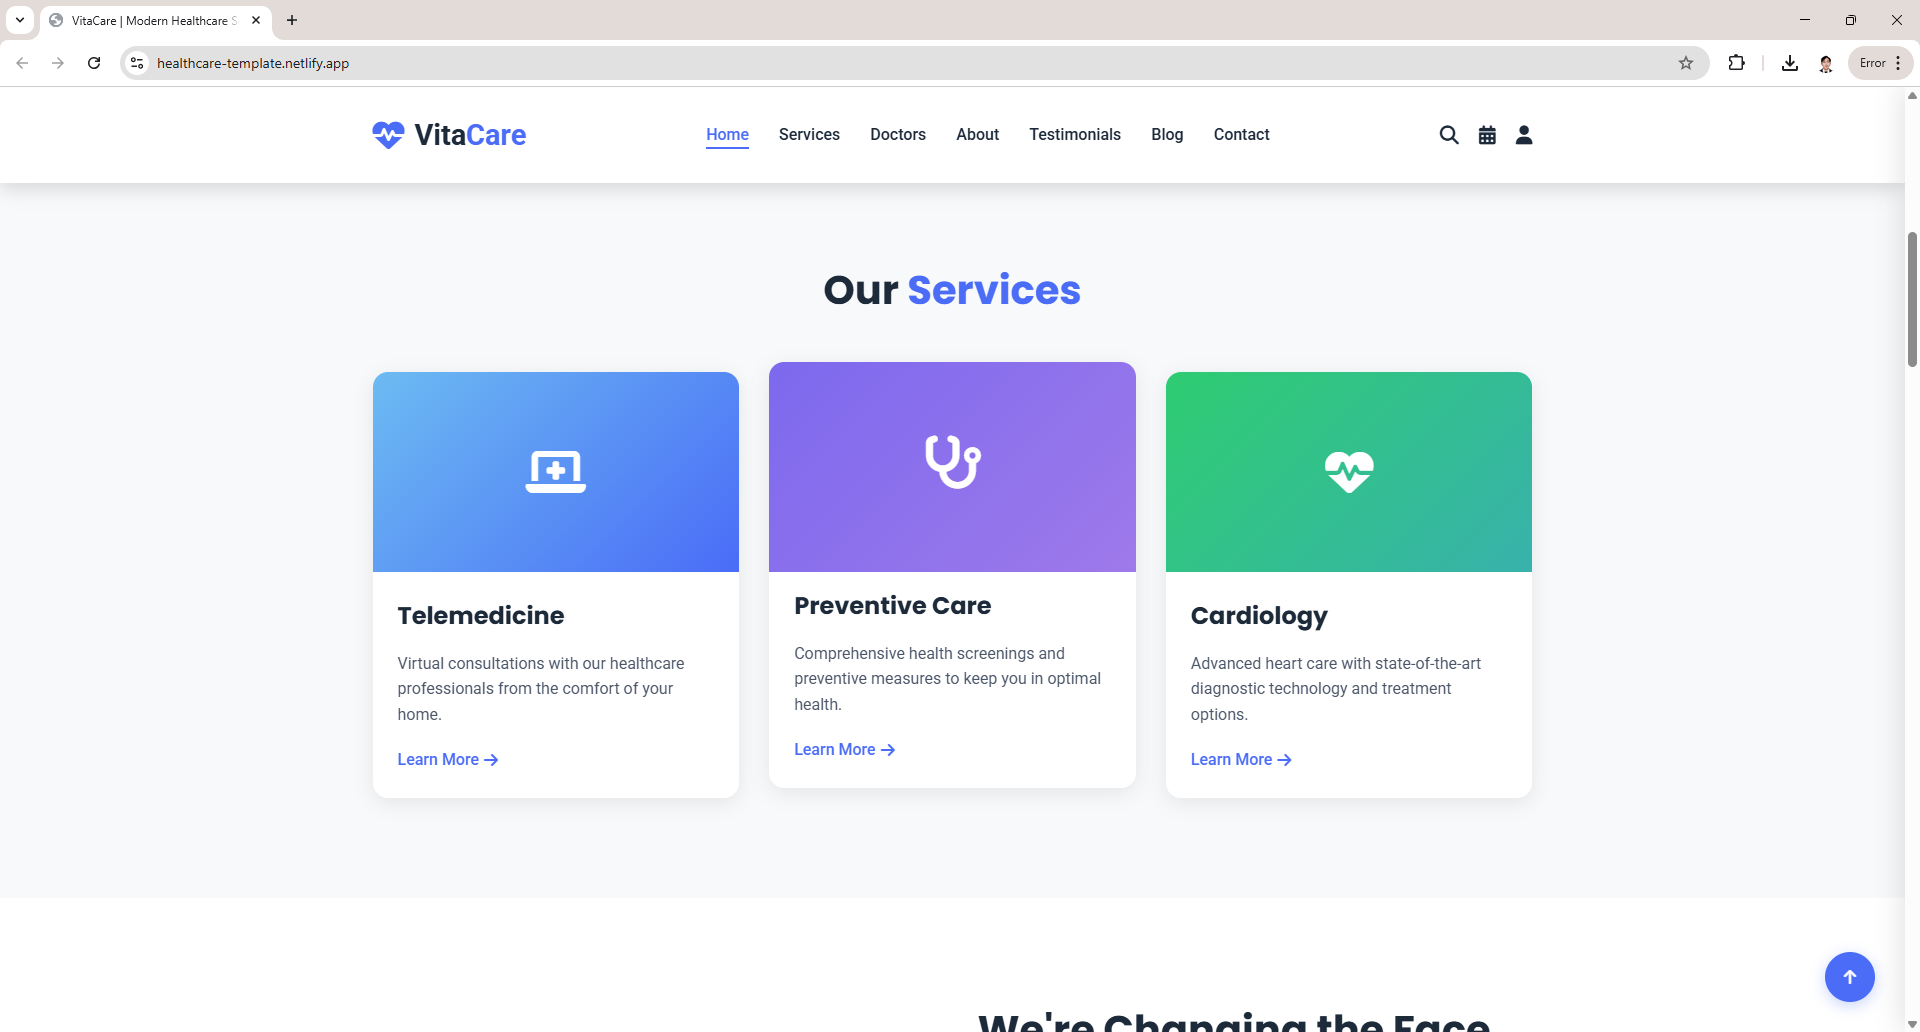 VitaCare | Modern Healthcare S
healthcare-template.netlify.app
Error
VitaCare
Home
Services
Doctors
About
Testimonials
Blog
Contact
Our Services
Telemedicine
Virtual consultations with our healthcare
professionals from the comfort of your
home.
Learn More
Preventive Care
Comprehensive health screenings and
preventive measures to keep you in optimal
health.
Learn More
Cardiology
Advanced heart care with state-of-the-art
diagnostic technology and treatment
options.
Learn More
We're Changing the Face